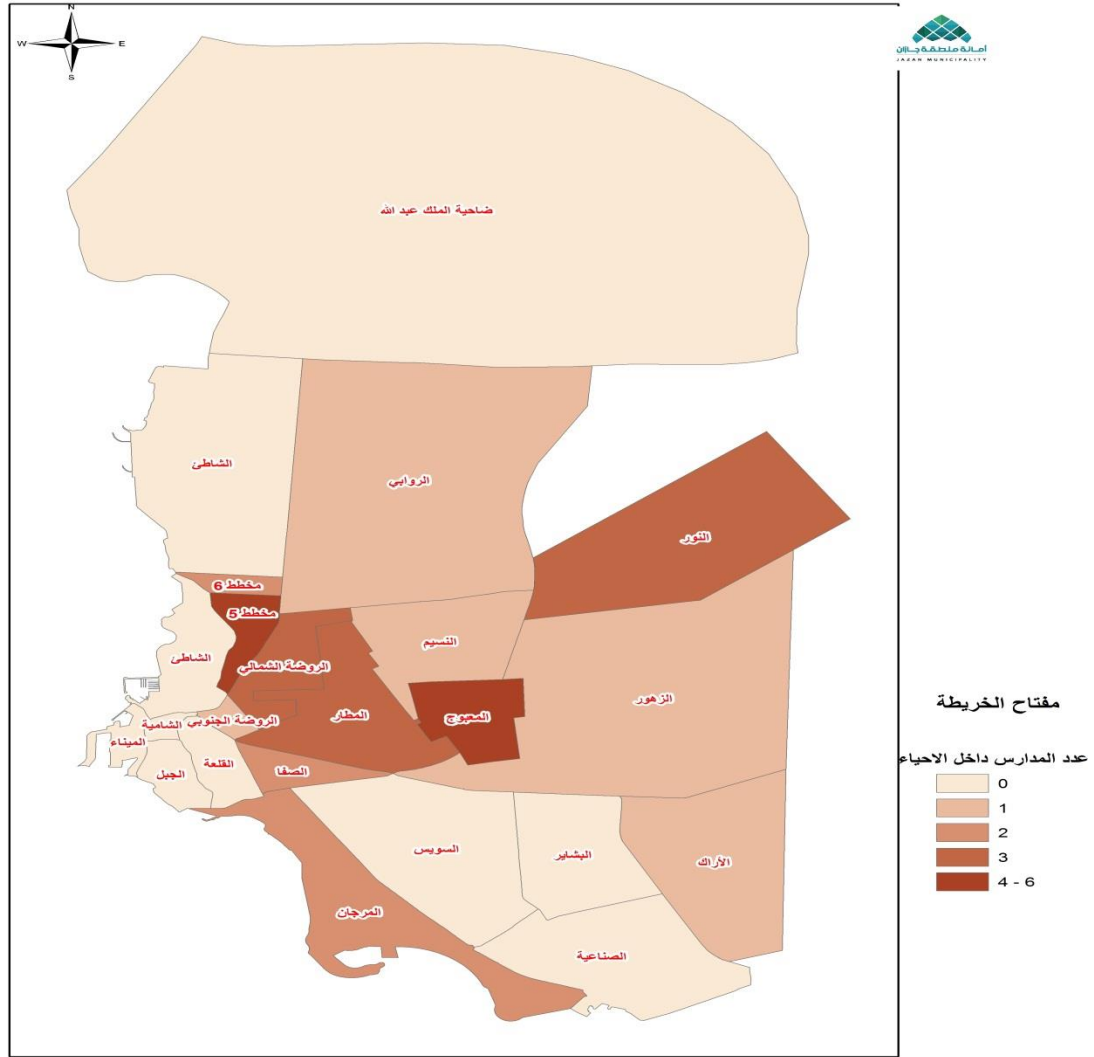 N
W
E
S
أمانة منطقة جازان
JAZAN MUNICIPALITY
ضاحية الملك عبد الله
الشاطئ
الروابي
النور
مخطط 6
مخطط 5
النسيم
الشاطئ
الروضة الشمالي
الزهور
المعبوج
المطار
الروضة الجنوبي
الشامية
الميناء
القلعة
الجبل
الصفا
السويس
البشاير
الأراك
المرجان
الصناعية
مفتاح الخريطة
عدد المدارس داخل الاحياء
0
1
2
3
4 - 6